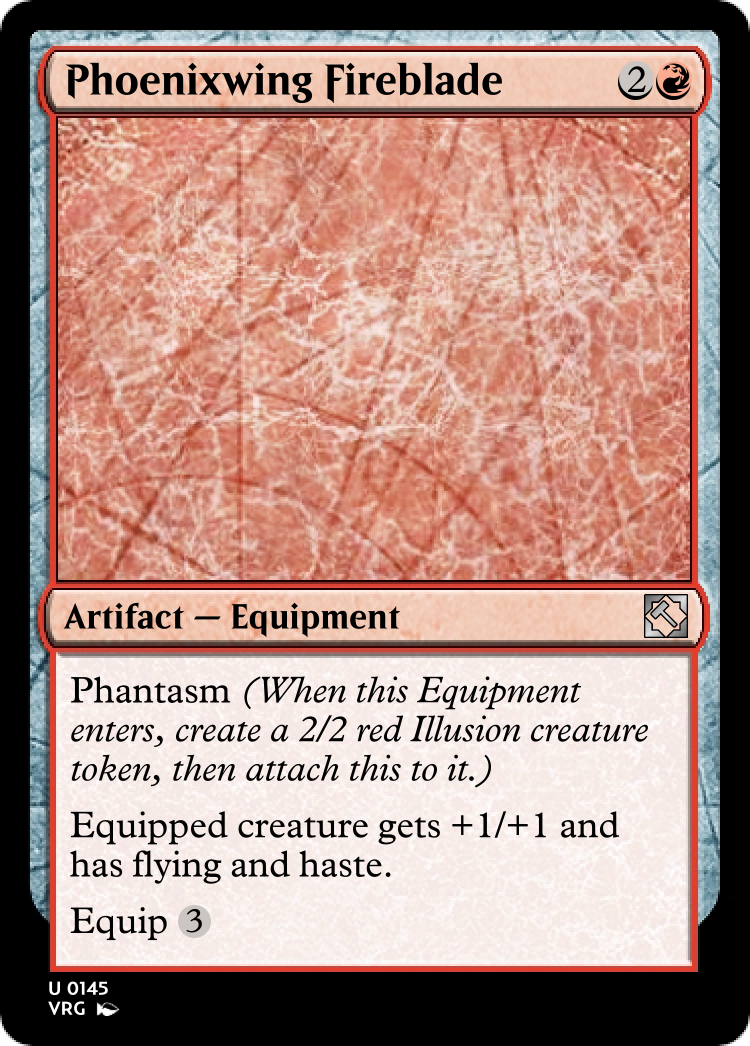 Phoenixwing Fireblade 2
Artifact — Equipment
Phantasm (When this Equipment
enters, create a 2/2 red Illusion creature
token, then attach this to it.)
Equipped creature gets +1/+1 and
has flying and haste.
Equip 3
U 0145
VRG